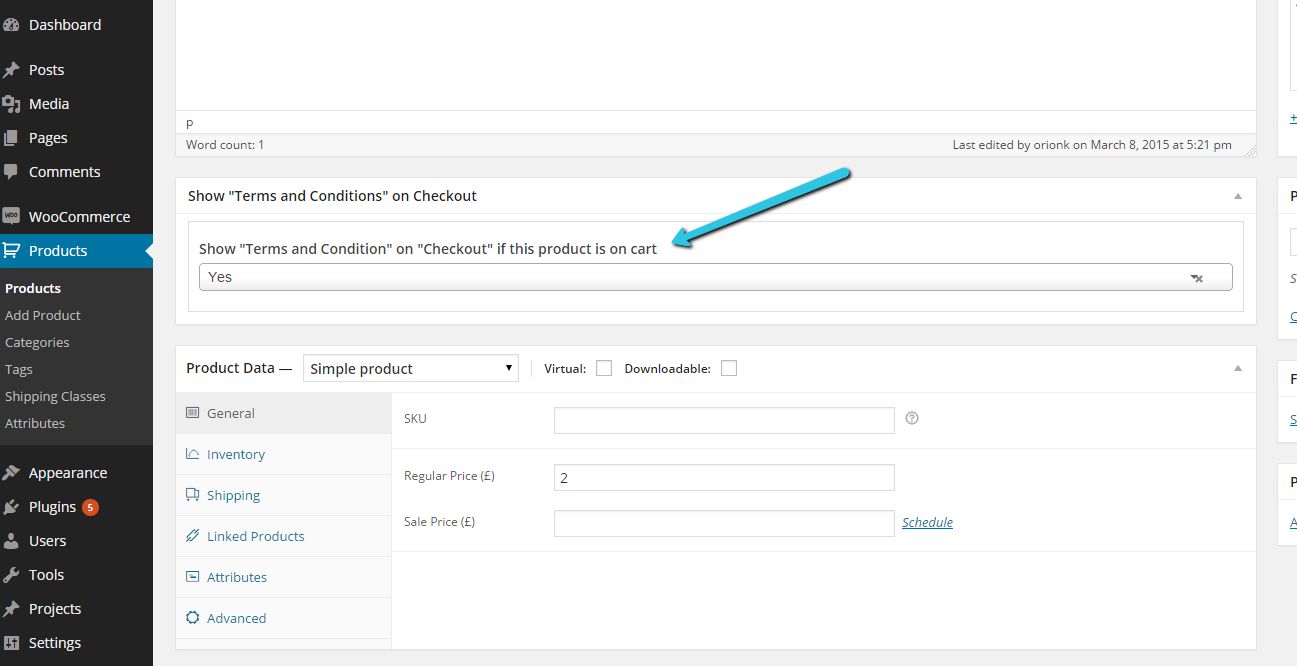 Dashboard
Posts
Media
Pages
Comments
WOO WooCommerce
Products
Products
Add Product
Categories
Tags
Shipping Classes
Attributes
Appearance
Plugins 5
Users
Tools
Projects
Settings
p
Word count: 1 Last edited by orionk on March 8, 2015 at 5:21 pm
Show "Terms and Conditions" on Checkout
Show "Terms and Condition" on "Checkout" if this product is on cart
Yes
Product Data — Simple product Virtual: Downloadable:
General
Inventory
Shipping
Linked Products
Attributes
Advanced
SKU ?
Regular Price (£) 2
Sale Price (£) Schedule
+
P
S
C
F
S
P
A